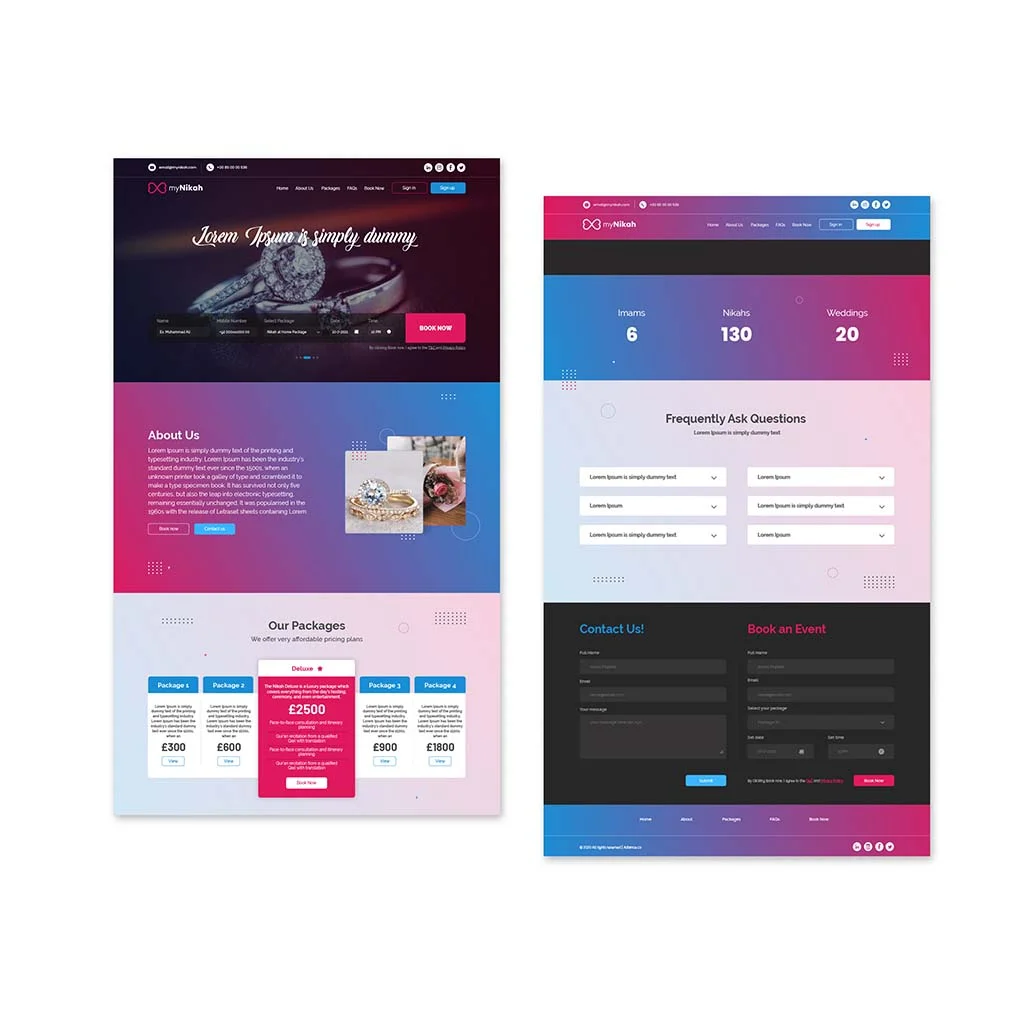 email@mynikah.com
+00 00 00 00 536
myNikah
Home About Us Packages FAQs Book Now Sign in Sign up
Lorem Ipsum is simply dummy
Name Mobile Number Select Package Date Time
Ex. Muhammad Ali Nikah at Home Package 10 PM
BOOK NOW
By clicking Book now, I agree to the T&C and Privacy Policy
About Us
Lorem Ipsum is simply dummy text of the printing and
typesetting industry. Lorem Ipsum has been the industry's
standard dummy text ever since the 1500s, when an
unknown printer took a galley of type and scrambled it to
make a type specimen book. It has survived not only five
centuries, but also the leap into electronic typesetting,
remaining essentially unchanged. It was popularised in the
1960s with the release of Letraset sheets containing Lorem
Book now Contact us
Our Packages
We offer very affordable pricing plans
Package 1
Lorem Ipsum is simply
dummy text of the printing
and typesetting industry.
Lorem Ipsum has been the
industry's standard dummy
text ever since the 1500s,
when an
£300
View
Package 2
Lorem Ipsum is simply
dummy text of the printing
and typesetting industry.
Lorem Ipsum has been the
industry's standard dummy
text ever since the 1500s,
when an
£600
View
Deluxe
The Nikah Deluxe is a luxury package which
covers everything from the day's hosting,
ceremony, and even entertainment.
£2500
Face-to-face consultation and itinerary
planning
Qur'an recitation from a qualified
Qari with translation
Face-to-face consultation and itinerary
planning
Qur'an recitation from a qualified
Qari with translation
Book Now
Package 3
Lorem Ipsum is simply
dummy text of the printing
and typesetting industry.
Lorem Ipsum has been the
industry's standard dummy
text ever since the 1500s,
when an
£900
View
Package 4
Lorem Ipsum is simply
dummy text of the printing
and typesetting industry.
Lorem Ipsum has been the
industry's standard dummy
text ever since the 1500s,
when an
£1800
View
email@mynikah.com
myNikah
Home About Us Packages FAQs Book Now Sign in Sign up
Imams Nikahs Weddings
6 130 20
Frequently Ask Questions
Lorem Ipsum is simply dummy text
Lorem Ipsum is simply dummy text Lorem Ipsum
Lorem Ipsum Lorem Ipsum is simply dummy text
Lorem Ipsum is simply dummy text Lorem Ipsum
Contact Us!
Full Name
Email
Your message
Submit
Book an Event
Full Name
Email
Select your package
Set date Set time
By Clicking Book now, I agree to the T&C and Privacy Policy
Book Now
Home About Packages FAQs Book Now
© 2020 All rights reserved |